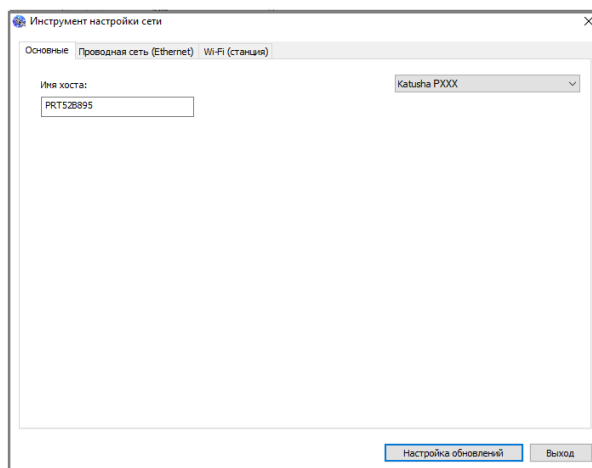 Инструмент настройки сети
Основные Проводная сеть (Ethernet) Wi-Fi (станция)
Имя хоста:
Katusha PXXX
PRT52B895
Настройка обновлений Выход